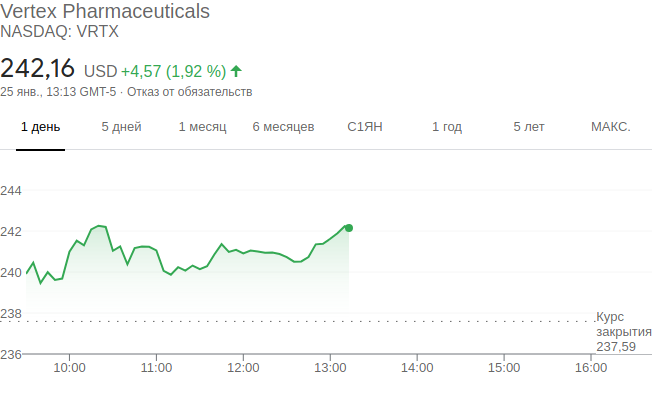 Vertex Pharmaceuticals
NASDAQ: VRTX
242,16 USD +4,57 (1,92 %)
25 янв., 13:13 GMT-5 · Отказ от обязательств
1 день 5 дней 1 месяц 6 месяцев С1ЯН 1 год 5 лет МАКС.
244
242
240
238
Курс
закрытия
237,59
236
10:00 11:00 12:00 13:00 14:00 15:00 16:00